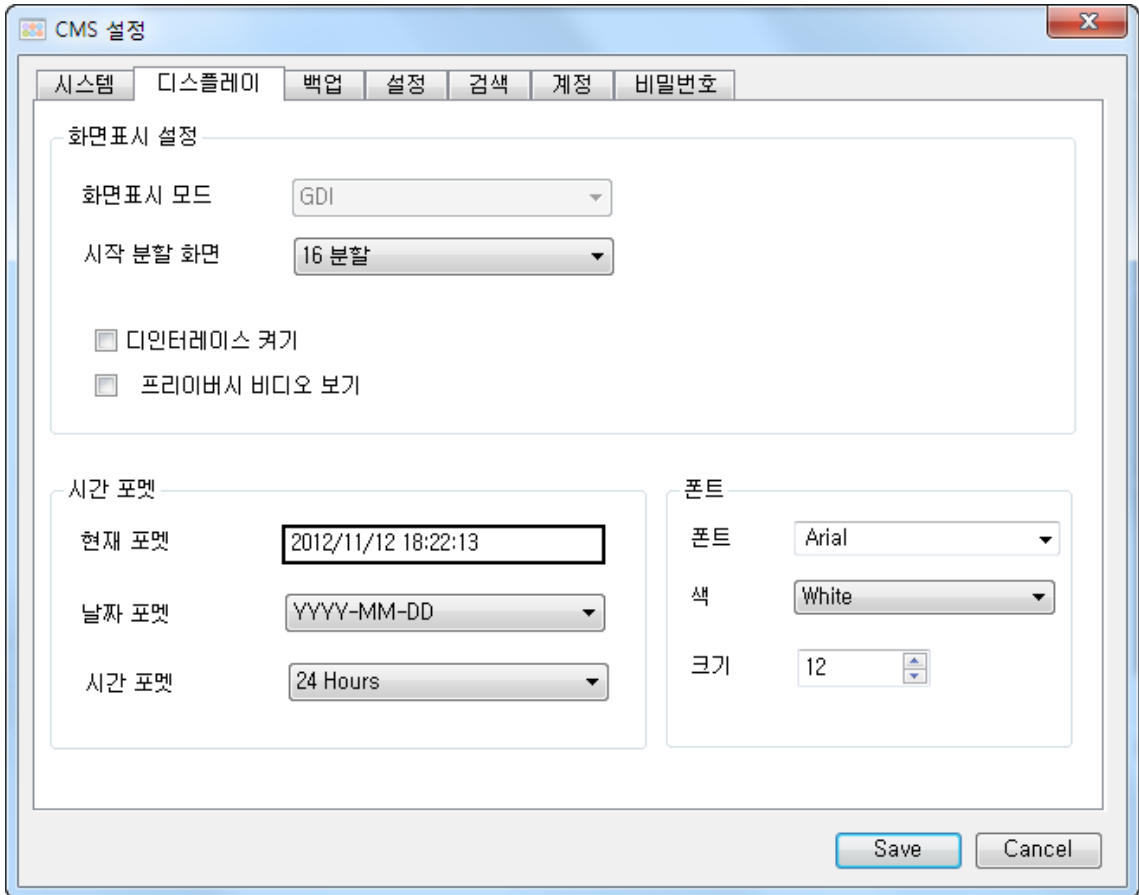 CMS 설정
시스템 디스플레이 백업 설정 검색 계정 비밀번호
화면표시 설정
화면표시 모드 GDI
시작 분할 화면 16 분할
디인터레이스 켜기
프리이버시 비디오 보기
시간 포멧
현재 포멧 2012/11/12 18:22:13
날짜 포멧 YYYY-MM-DD
시간 포멧 24 Hours
폰트
폰트 Arial
색 White
크기 12
Save Cancel